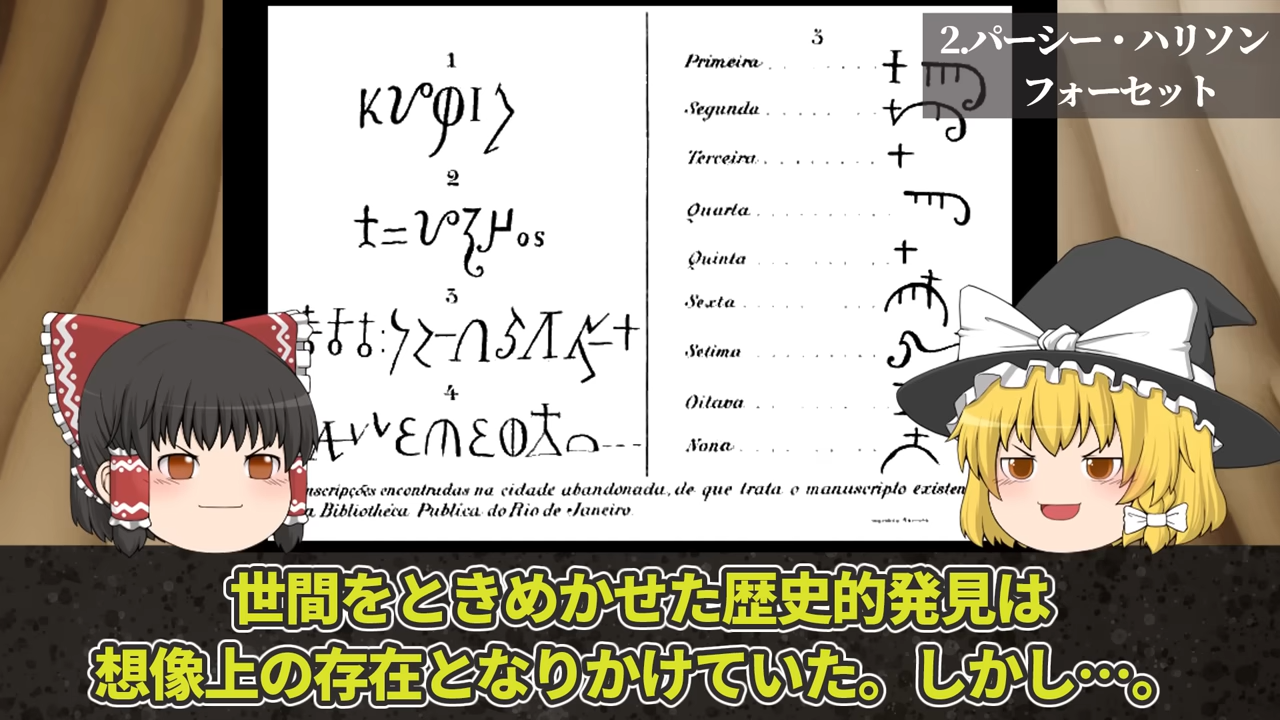 2.パーシー・ハリソン
フォーセット
1
2
3
4
3
Primeira
Segunda
Terceira
Quarta
Quinta
Sexta
Setima
Oitava
Nona
encontradas na cidade abandonada, de que trata o manuscripto
Bibliothéca Publica do Rio de Janeiro
世間をときめかせた歴史的発見は
想像上の存在となりかけていた。しかし…。